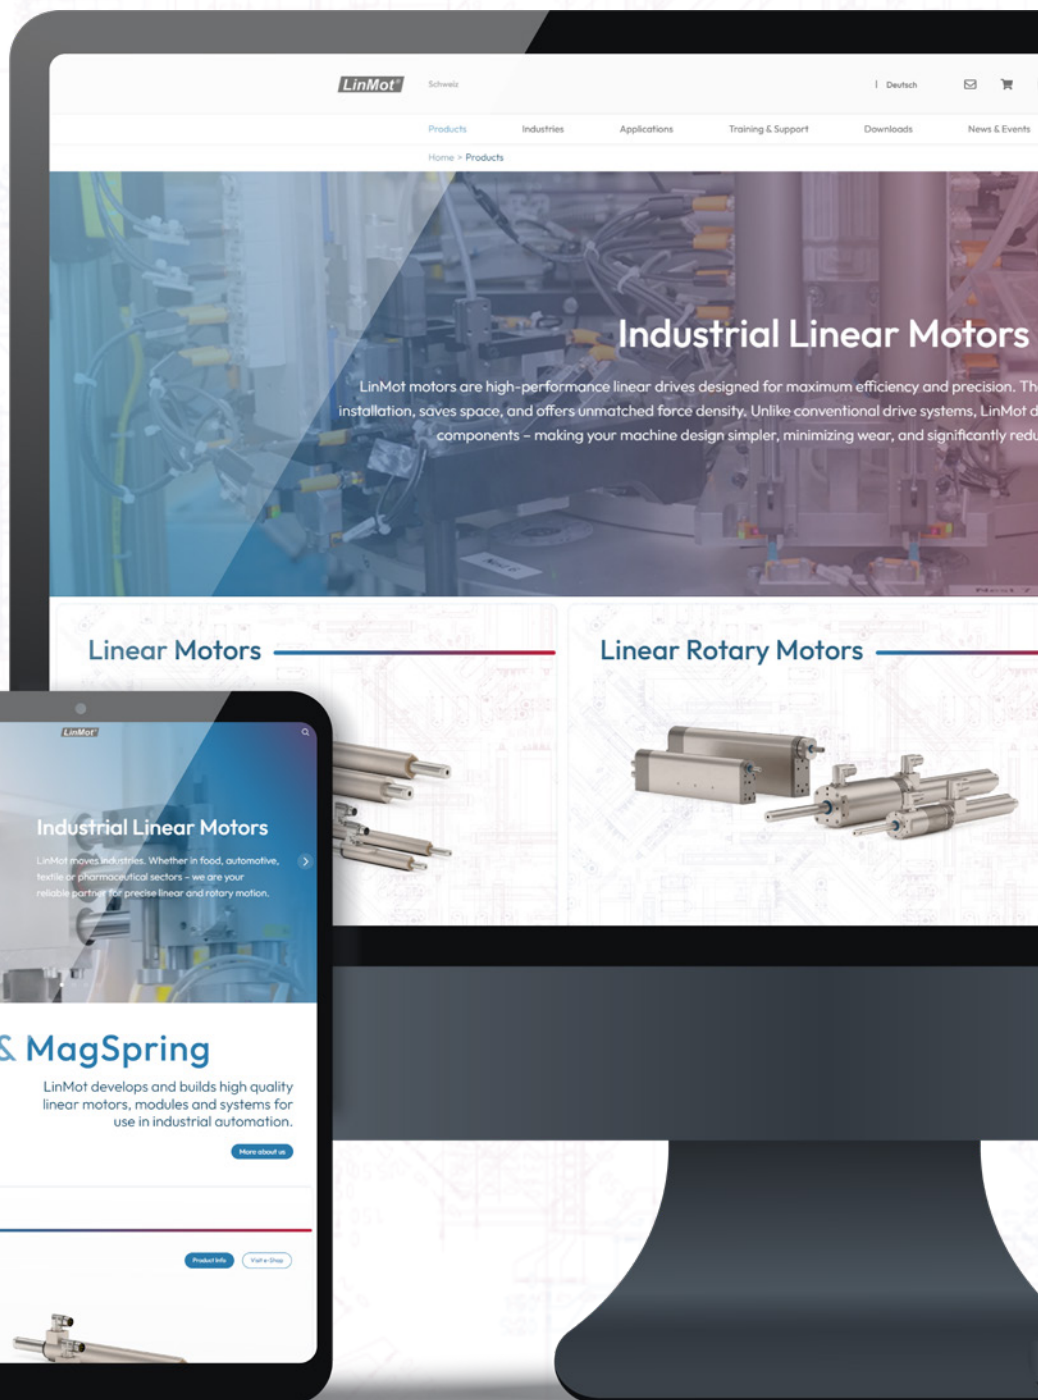 LinMot®
Schweiz
| Deutsch
Products Industries Applications Training & Support Downloads News & Events
Home > Products
Industrial Linear Motors
LinMot motors are high-performance linear drives designed for maximum efficiency and precision. Th
installation, saves space, and offers unmatched force density. Unlike conventional drive systems, LinMot d
components – making your machine design simpler, minimizing wear, and significantly redu
Linear Motors
Linear Rotary Motors
LinMot®
Industrial Linear Motors
LinMot moves industries. Whether in food, automotive,
textile or pharmaceutical sectors – we are your
reliable partner for precise linear and rotary motion.
& MagSpring
LinMot develops and builds high quality
linear motors, modules and systems for
use in industrial automation.
More about us
Product Info
Visit e-Shop